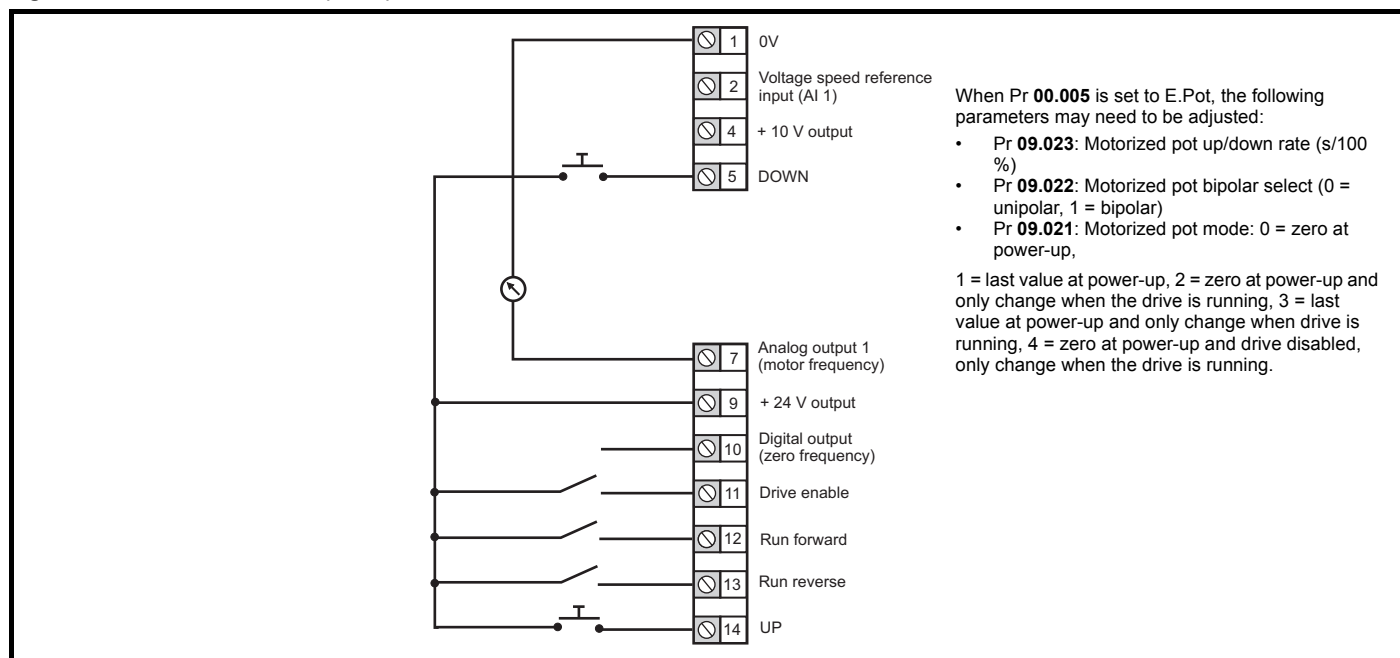 1 0V
2 Voltage speed reference
input (AI 1)
4 + 10 V output
5 DOWN
7 Analog output 1
(motor frequency)
9 + 24 V output
10 Digital output
(zero frequency)
11 Drive enable
12 Run forward
13 Run reverse
14 UP
When Pr 00.005 is set to E.Pot, the following
parameters may need to be adjusted:
• Pr 09.023: Motorized pot up/down rate (s/100
%)
• Pr 09.022: Motorized pot bipolar select (0 =
unipolar, 1 = bipolar)
• Pr 09.021: Motorized pot mode: 0 = zero at
power-up,
1 = last value at power-up, 2 = zero at power-up and
only change when the drive is running, 3 = last
value at power-up and only change when drive is
running, 4 = zero at power-up and drive disabled,
only change when the drive is running.